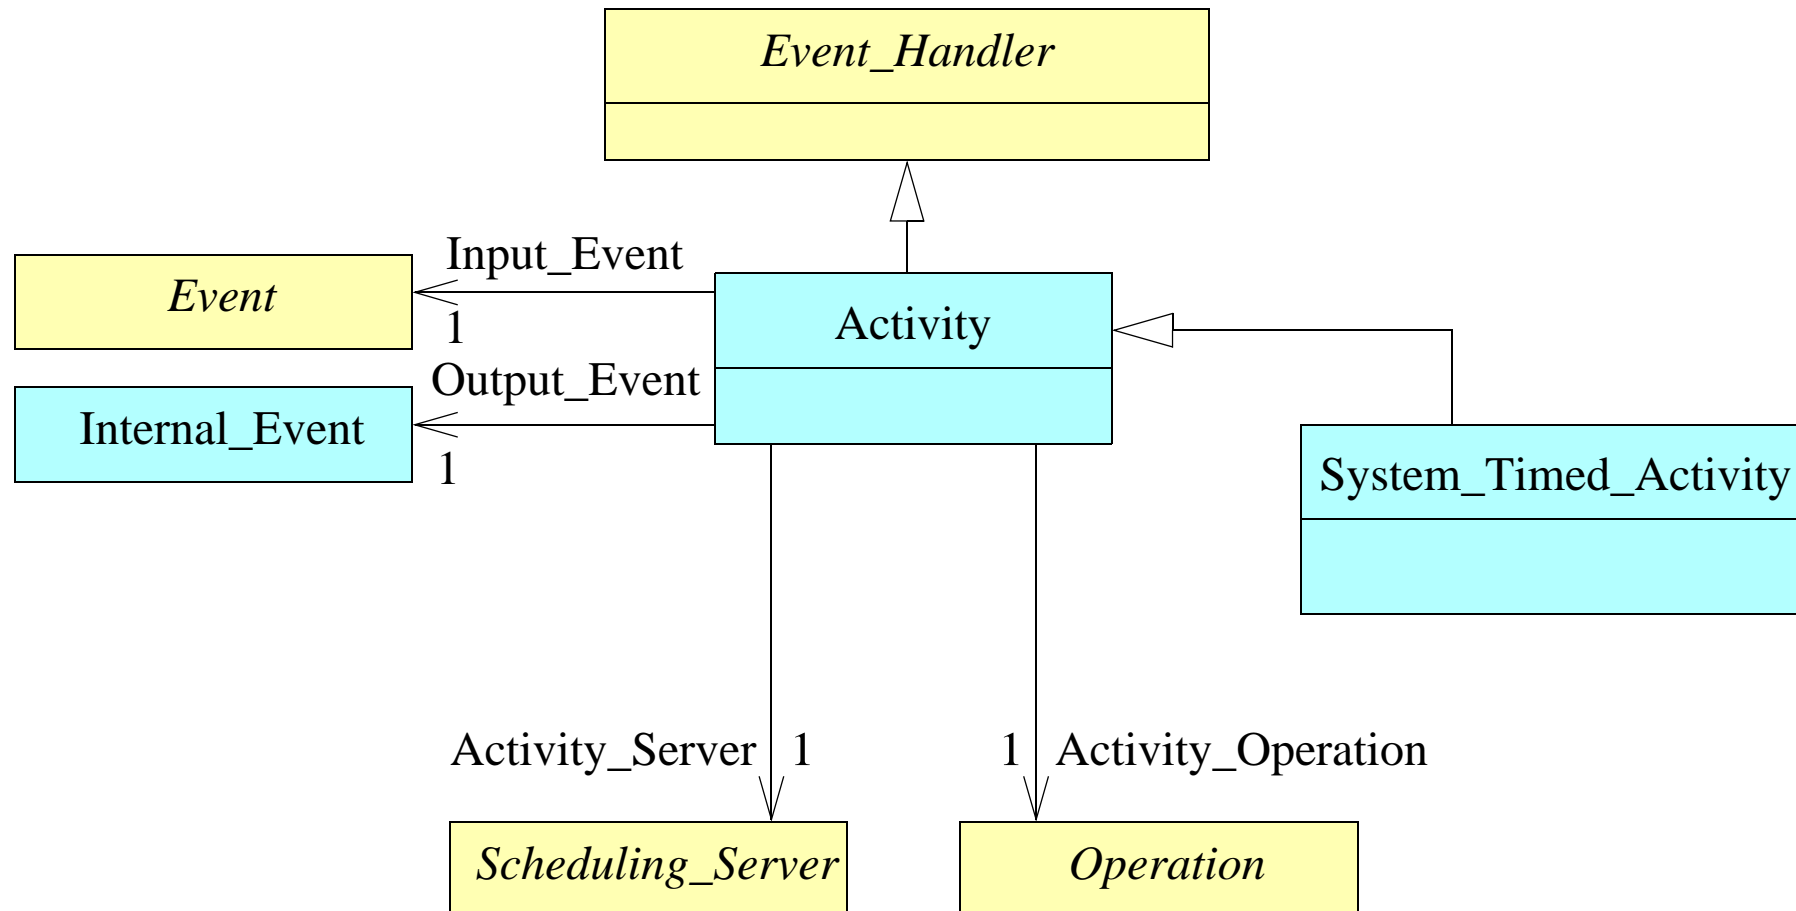 Event_Handler
Input_Event
Event
1
Activity
Output_Event
Internal_Event
1
System_Timed_Activity
Activity_Server 1
1 Activity_Operation
Scheduling_Server
Operation